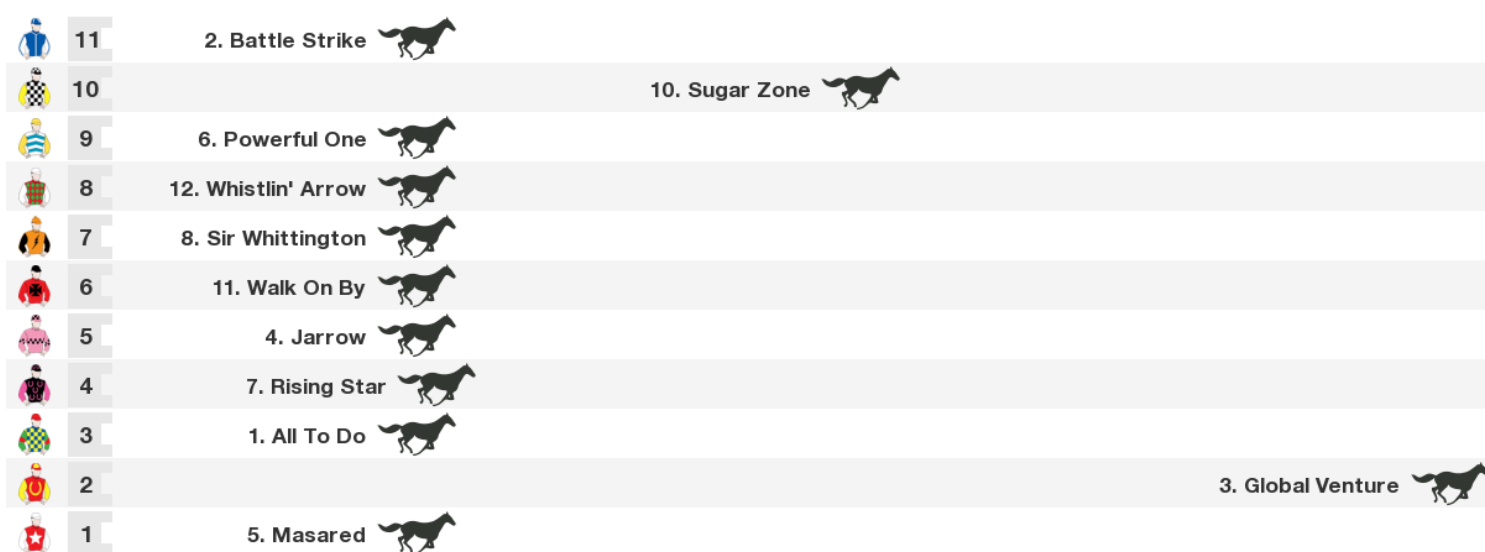 11 2. Battle Strike
10 10. Sugar Zone
9 6. Powerful One
8 12. Whistlin' Arrow
7 8. Sir Whittington
6 11. Walk On By
5 4. Jarrow
4 7. Rising Star
3 1. All To Do
2 3. Global Venture
1 5. Masared